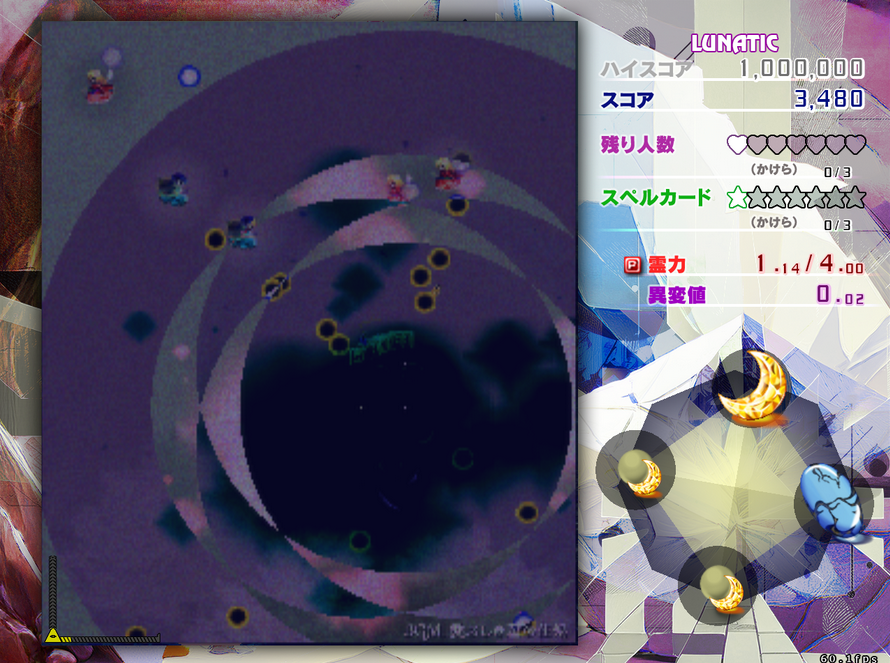 LUNATIC
ハイスコア 1,000,000
スコア 3,480
残り人数
(かけら) 0/3
スペルカード
(かけら) 0/3
P 霊力 1.14/4.00
異変値 0.02
BGM
60.1fps